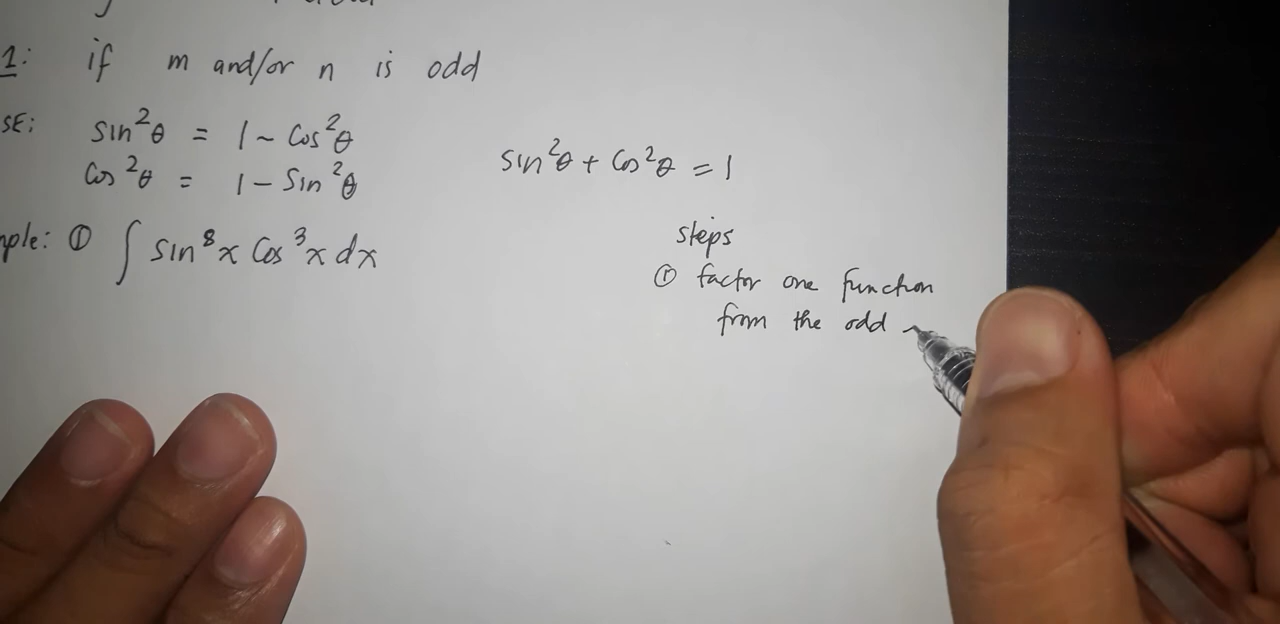 1: if m and/or n is odd
SE: sin²θ = 1 - Cos²θ
Cos²θ = 1 - Sin²θ
sin²θ + Cos²θ = 1
mple: ① ∫ sin⁸x Cos³x dx
steps
① factor one function
from the odd